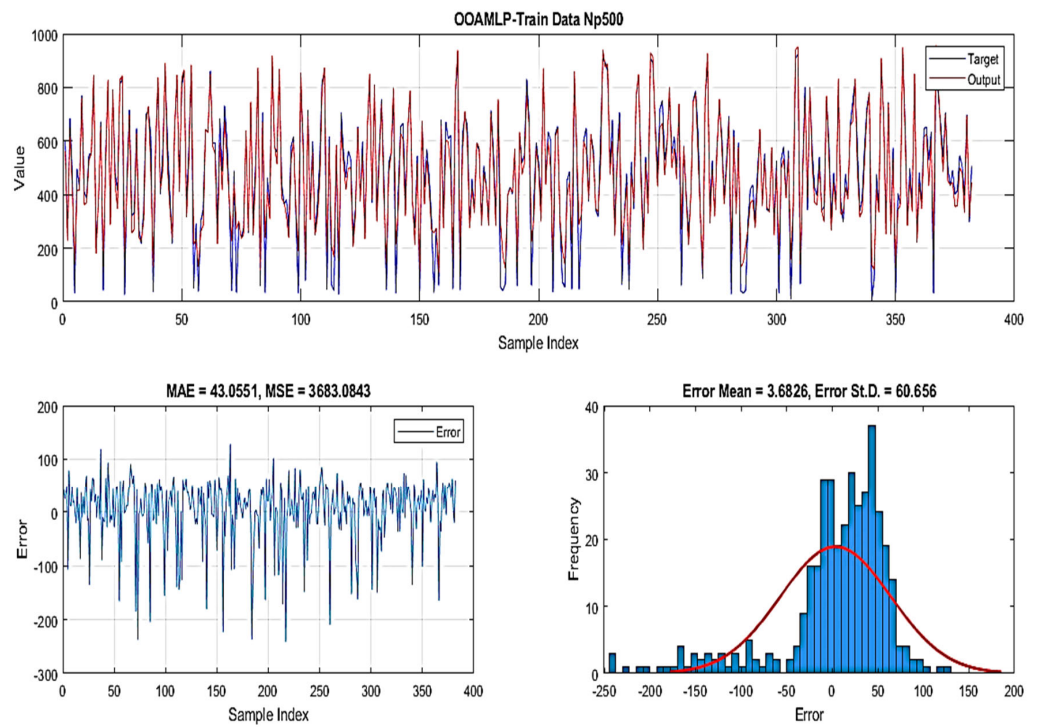 OOAMLP-Train Data Np500
1000
800
600
400
200
0
Value
Target
Output
0 50 100 150 200 250 300 350 400
Sample Index
MAE = 43.0551, MSE = 3683.0843
200
100
0
-100
-200
-300
Error
Error
0 50 100 150 200 250 300 350 400
Sample Index
Error Mean = 3.6826, Error St.D. = 60.656
40
30
20
10
0
Frequency
-250 -200 -150 -100 -50 0 50 100 150 200
Error